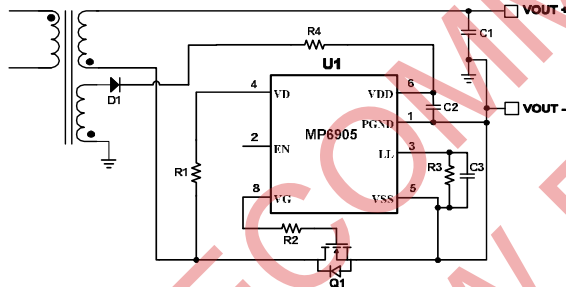 VOUT +
R4
C1
U1
D1
4
VD
VDD
6
C2
VOUT -
PGND
1
2
EN
MP6905
LL
3
R1
R3
C3
8
VG
VSS
5
R2
Q1